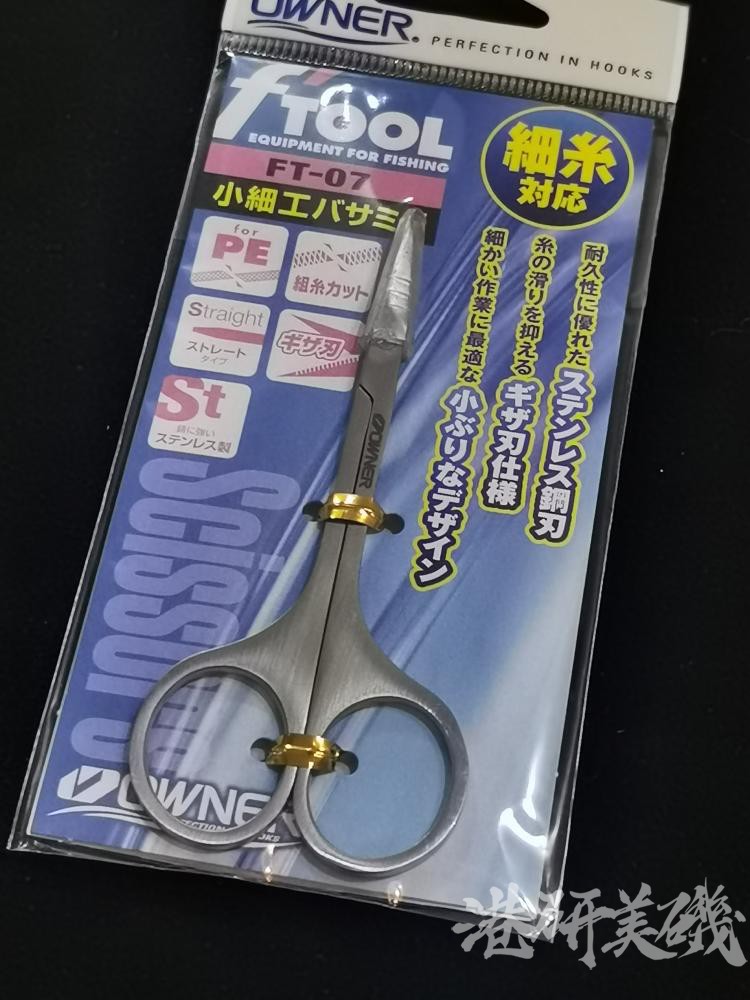 OWNER
PERFECTION IN HOOKS
f'TOOL
EQUIPMENT FOR FISHING
FT-07
小細工バサミ
細糸
対応
for
PE
組糸カット
Straight
ストレート
タイプ
ギザ刃
St
錆に強い
ステンレス製
耐久性に優れたステンレス鋼刃
糸の滑りを抑えるギザ刃仕様
細かい作業に最適な小ぶりなデザイン
OWNER
Scissors
OWNER
港研美磯